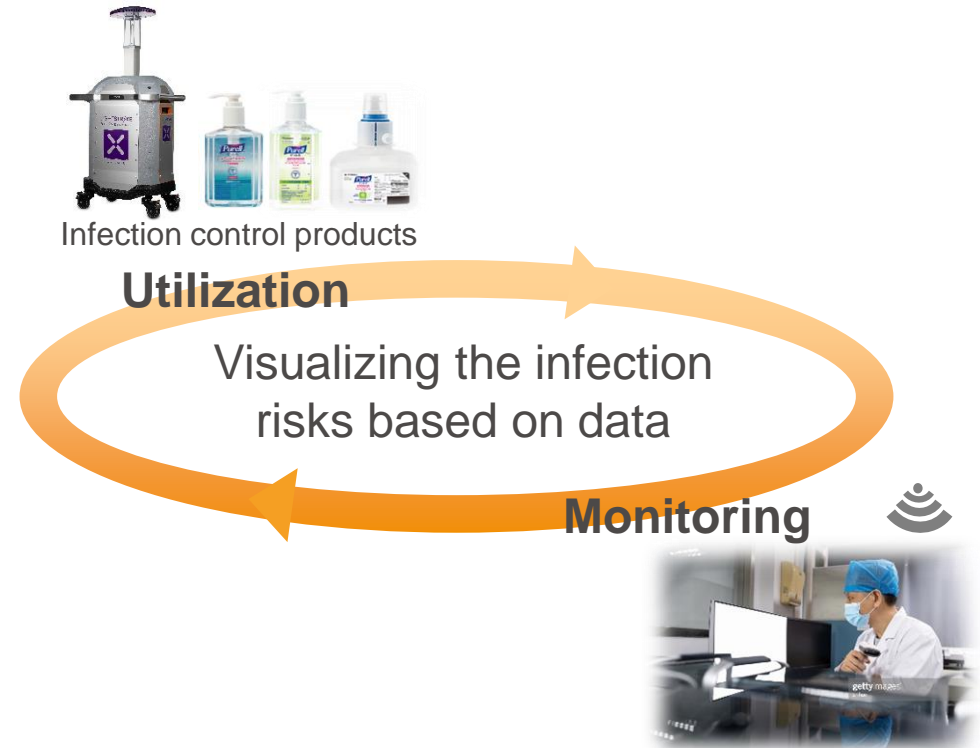 Purell
Purell
Purell
Infection control products
Utilization
Visualizing the infection
risks based on data
Monitoring
gettyimages